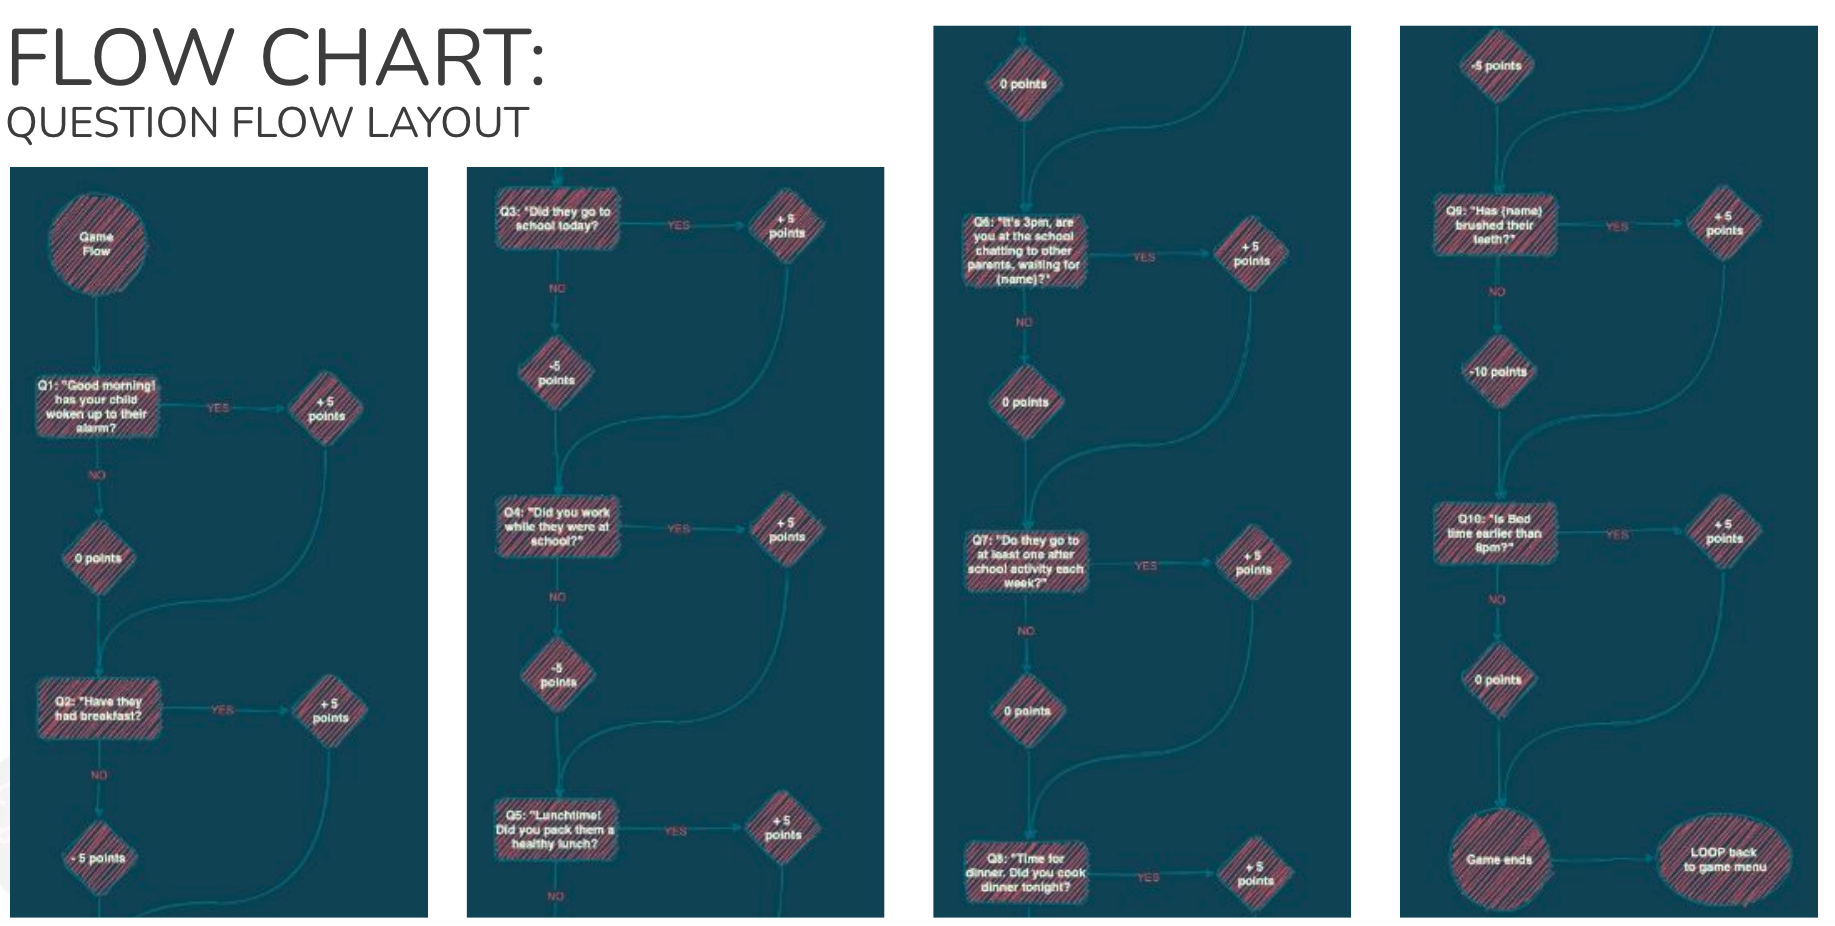 FLOW CHART:
QUESTION FLOW LAYOUT
Game
Flow
Q1: "Good morning!
has your child
woken up to their
alarm?
YES
+ 5
points
NO
0 points
Q2: "Have they
had breakfast?
YES
+ 5
points
NO
- 5 points
Q3: "Did they go to
school today?"
YES
+ 5
points
NO
-5
points
Q4: "Did you work
while they were at
school?"
YES
+ 5
points
NO
-5
points
Q5: "Lunchtime!
Did you pack them a
healthy lunch?
YES
+ 5
points
NO
0 points
Q6: "It's 3pm, are
you at the school
chatting to other
parents, waiting for
(name)?"
YES
+ 5
points
NO
0 points
Q7: "Do they go to
at least one after
school activity each
week?"
YES
+ 5
points
NO
0 points
Q8: "Time for
dinner. Did you cook
dinner tonight?
YES
+ 5
points
-5 points
Q9: "Has (name)
brushed their
teeth?"
YES
+ 5
points
NO
-10 points
Q10: "Is Bed
time earlier than
8pm?"
YES
+ 5
points
NO
0 points
Game ends
LOOP back
to game menu